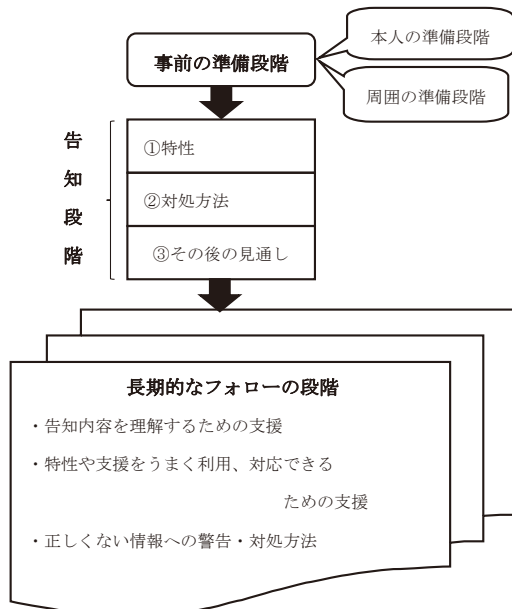 本人の準備段階
事前の準備段階
周囲の準備段階
告知段階
①特性
②対処方法
③その後の見通し
長期的なフォローの段階
・告知内容を理解するための支援
・特性や支援をうまく利用、対応できる
ための支援
・正しくない情報への警告・対処方法